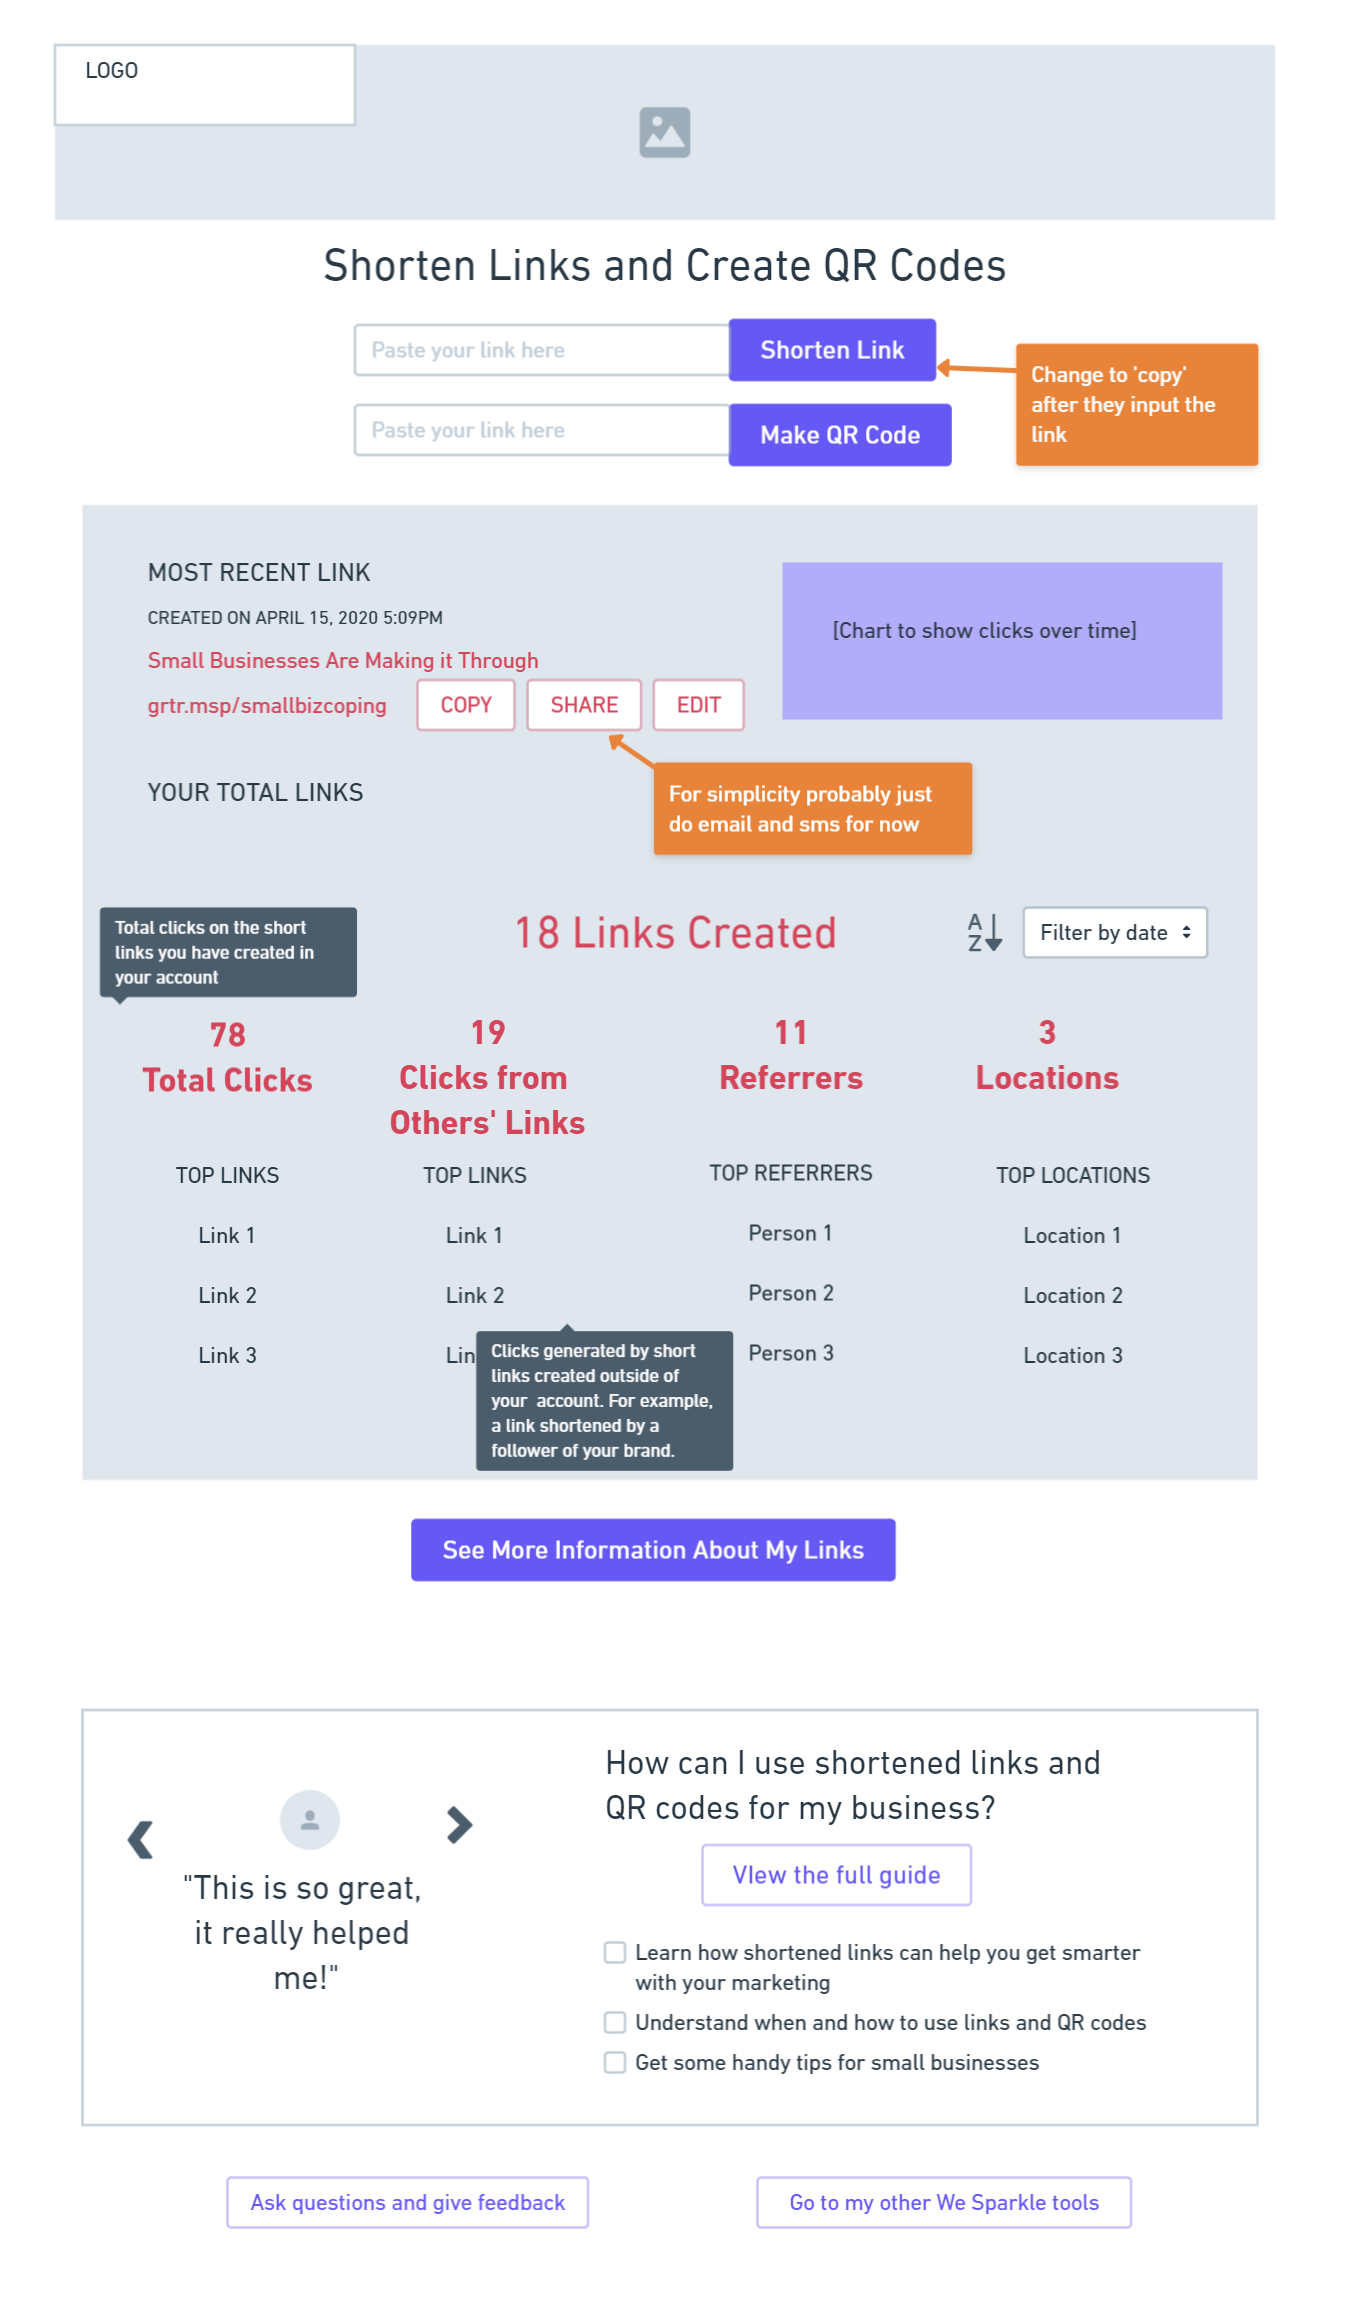 LOGO
Shorten Links and Create QR Codes
Paste your link here
Shorten Link
Change to 'copy'
after they input the
link
Paste your link here
Make QR Code
MOST RECENT LINK
CREATED ON APRIL 15, 2020 5:09PM
Small Businesses Are Making it Through
grtr.msp/smallbizcoping
COPY
SHARE
EDIT
[Chart to show clicks over time]
For simplicity probably just
do email and sms for now
YOUR TOTAL LINKS
Total clicks on the short
links you have created in
your account
18 Links Created
A
Z
Filter by date
78
Total Clicks
19
Clicks from
Others' Links
11
Referrers
3
Locations
TOP LINKS
Link 1
Link 2
Link 3
TOP LINKS
Link 1
Link 2
Lin
Clicks generated by short
links created outside of
your  account. For example,
a link shortened by a
follower of your brand.
TOP REFERRERS
Person 1
Person 2
Person 3
TOP LOCATIONS
Location 1
Location 2
Location 3
See More Information About My Links
"This is so great,
it really helped
me!"
How can I use shortened links and
QR codes for my business?
VIew the full guide
Learn how shortened links can help you get smarter
with your marketing
Understand when and how to use links and QR codes
Get some handy tips for small businesses
Ask questions and give feedback
Go to my other We Sparkle tools